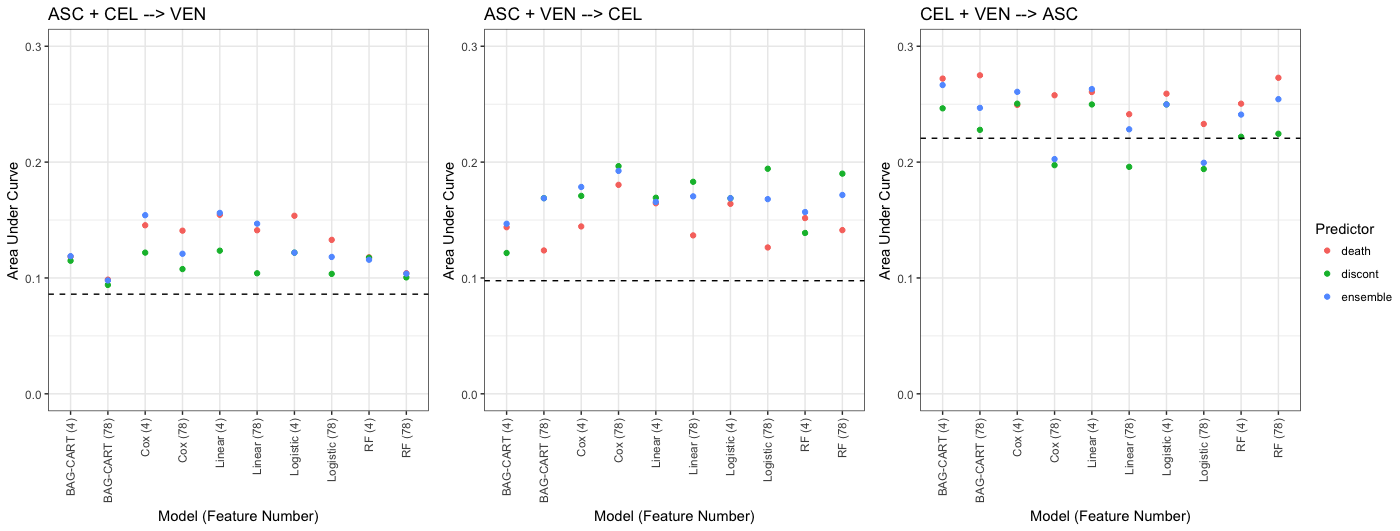 ASC + CEL --> VEN
Area Under Curve
0.3
0.2
0.1
0.0
BAG-CART (4)
BAG-CART (78)
Cox (4)
Cox (78)
Linear (4)
Linear (78)
Logistic (4)
Logistic (78)
RF (4)
RF (78)
Model (Feature Number)
ASC + VEN --> CEL
Area Under Curve
0.3
0.2
0.1
0.0
BAG-CART (4)
BAG-CART (78)
Cox (4)
Cox (78)
Linear (4)
Linear (78)
Logistic (4)
Logistic (78)
RF (4)
RF (78)
Model (Feature Number)
CEL + VEN --> ASC
Area Under Curve
0.3
0.2
0.1
0.0
BAG-CART (4)
BAG-CART (78)
Cox (4)
Cox (78)
Linear (4)
Linear (78)
Logistic (4)
Logistic (78)
RF (4)
RF (78)
Model (Feature Number)
Predictor
death
discont
ensemble